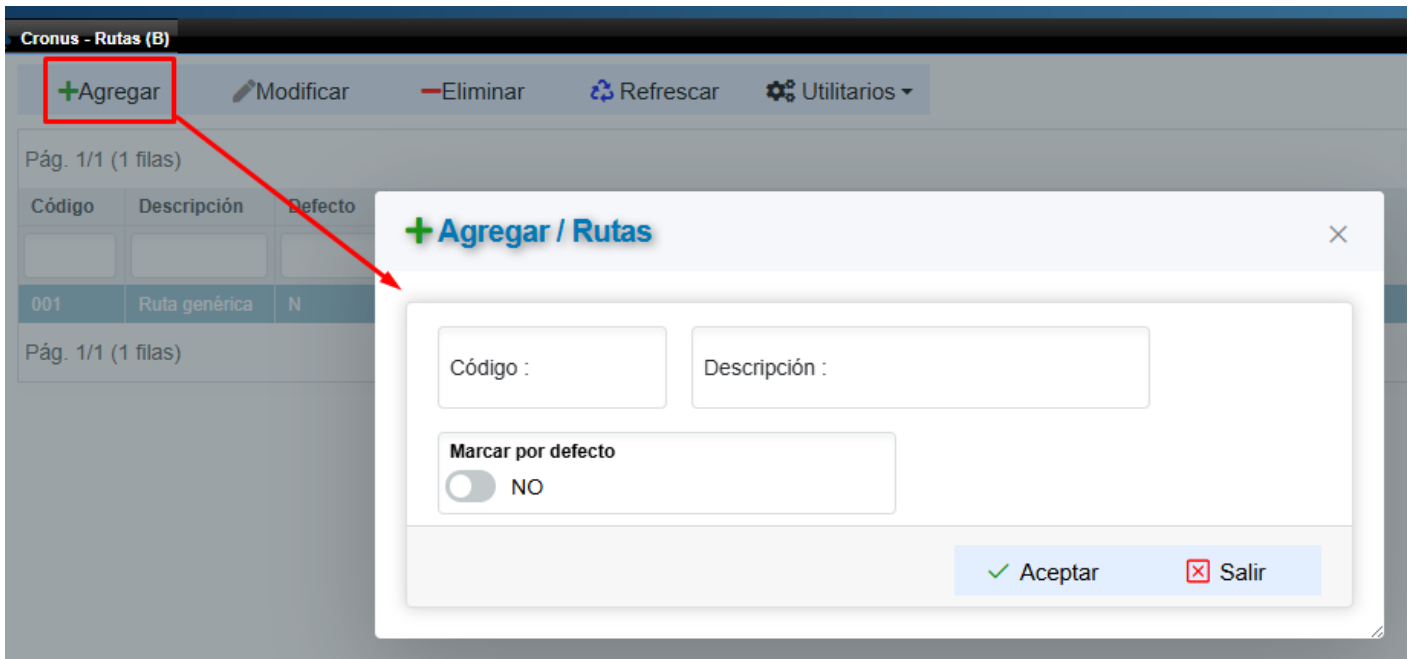 Cronus - Rutas (B)
Agregar Modificar Eliminar Refrescar Utilitarios
Pág. 1/1 (1 filas)
Código Descripción Defecto
001 Ruta genérica N
Pág. 1/1 (1 filas)
Agregar / Rutas
Código :
Descripción :
Marcar por defecto
NO
Aceptar Salir